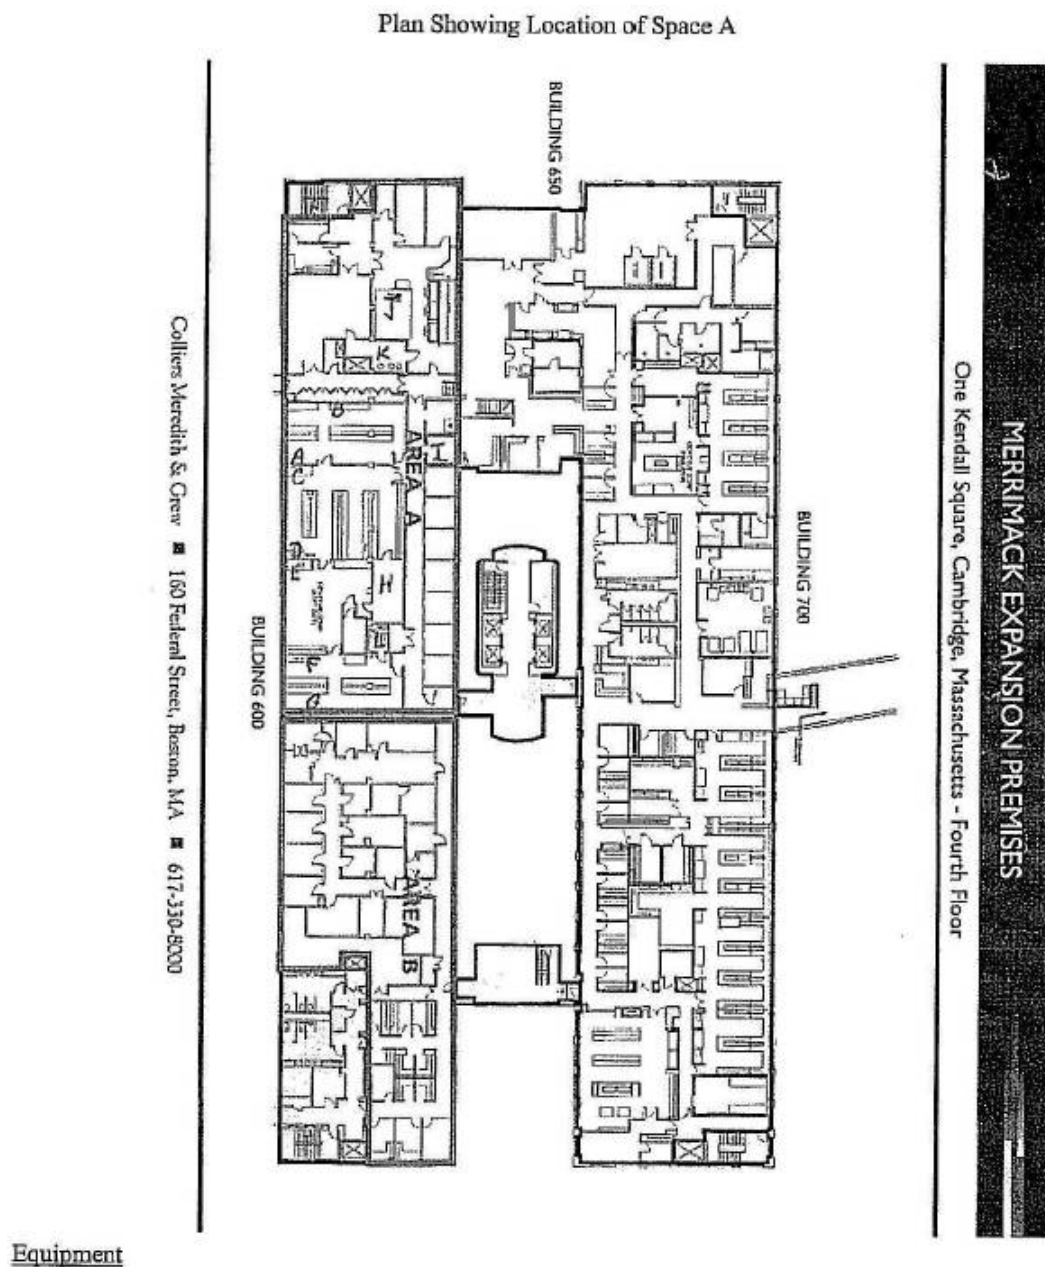 Plan Showing Location of Space A
MERRIMACK EXPANSION PREMISES
One Kendall Square, Cambridge, Massachusetts - Fourth Floor
BUILDING 650
BUILDING 700
AREA A
H
H
BUILDING 600
AREA B
Colliers Meredith & Grew ■ 160 Federal Street, Boston, MA ■ 617-330-8000
Equipment